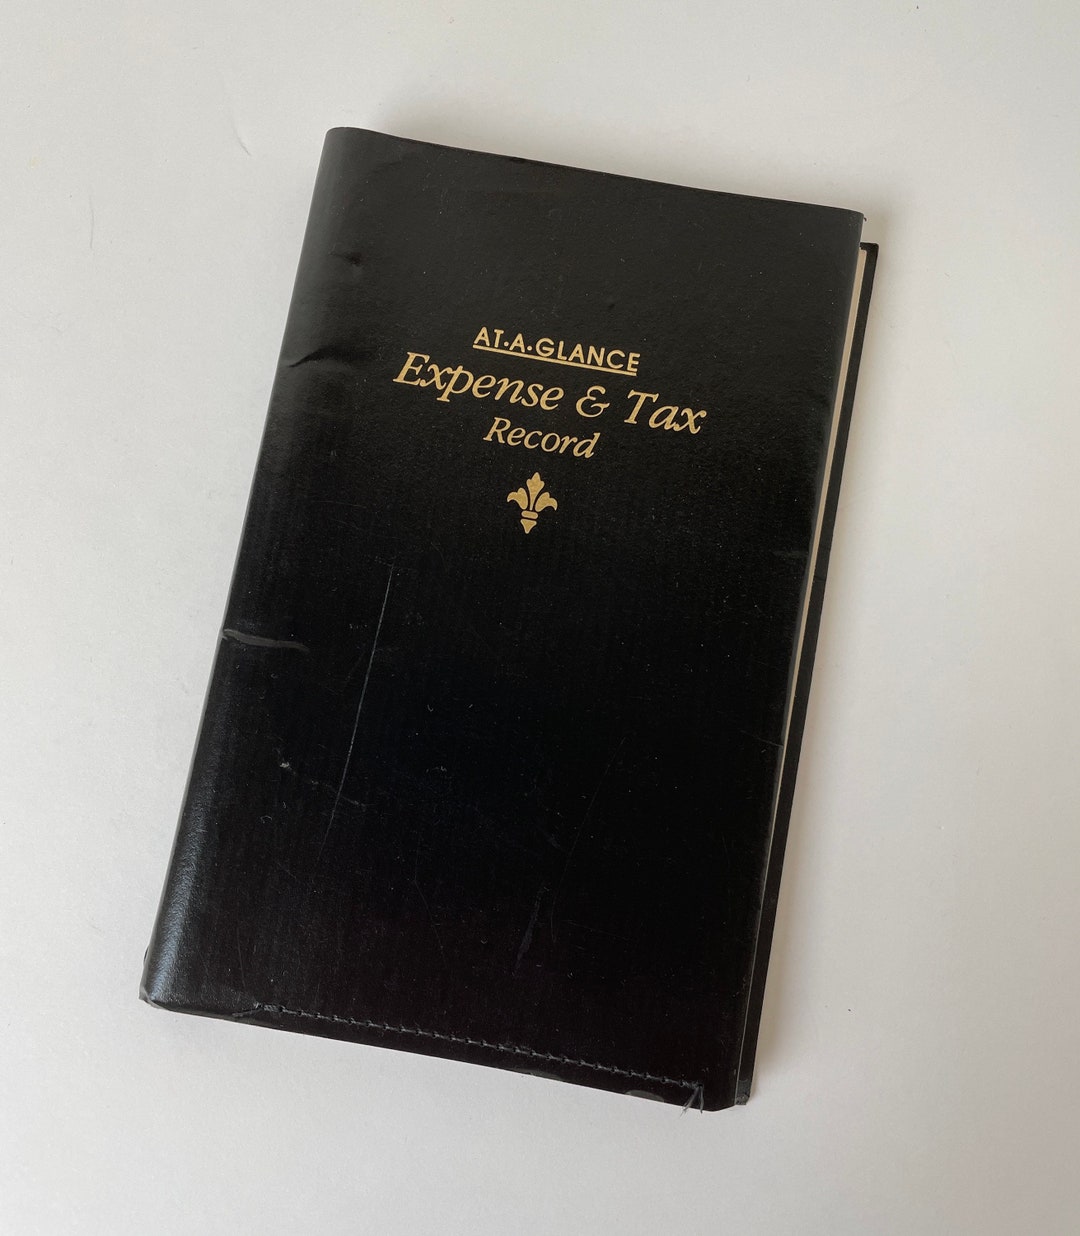 AT·A·GLANCE
Expense & Tax
Record